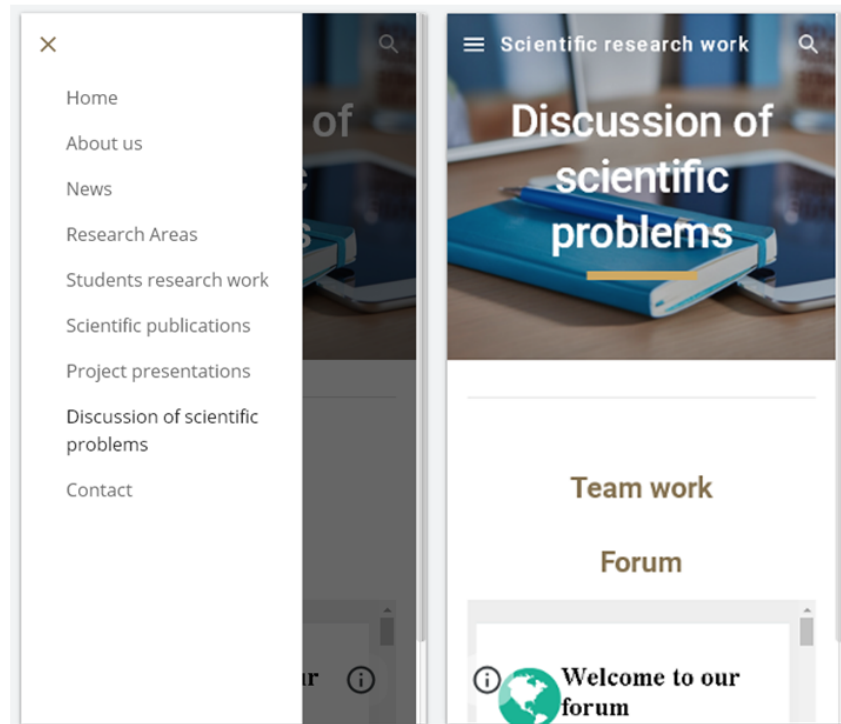 Home
About us
News
Research Areas
Students research work
Scientific publications
Project presentations
Discussion of scientific
problems
Contact
of
Scientific research work
Discussion of
scientific
problems
Team work
Forum
Welcome to our
forum